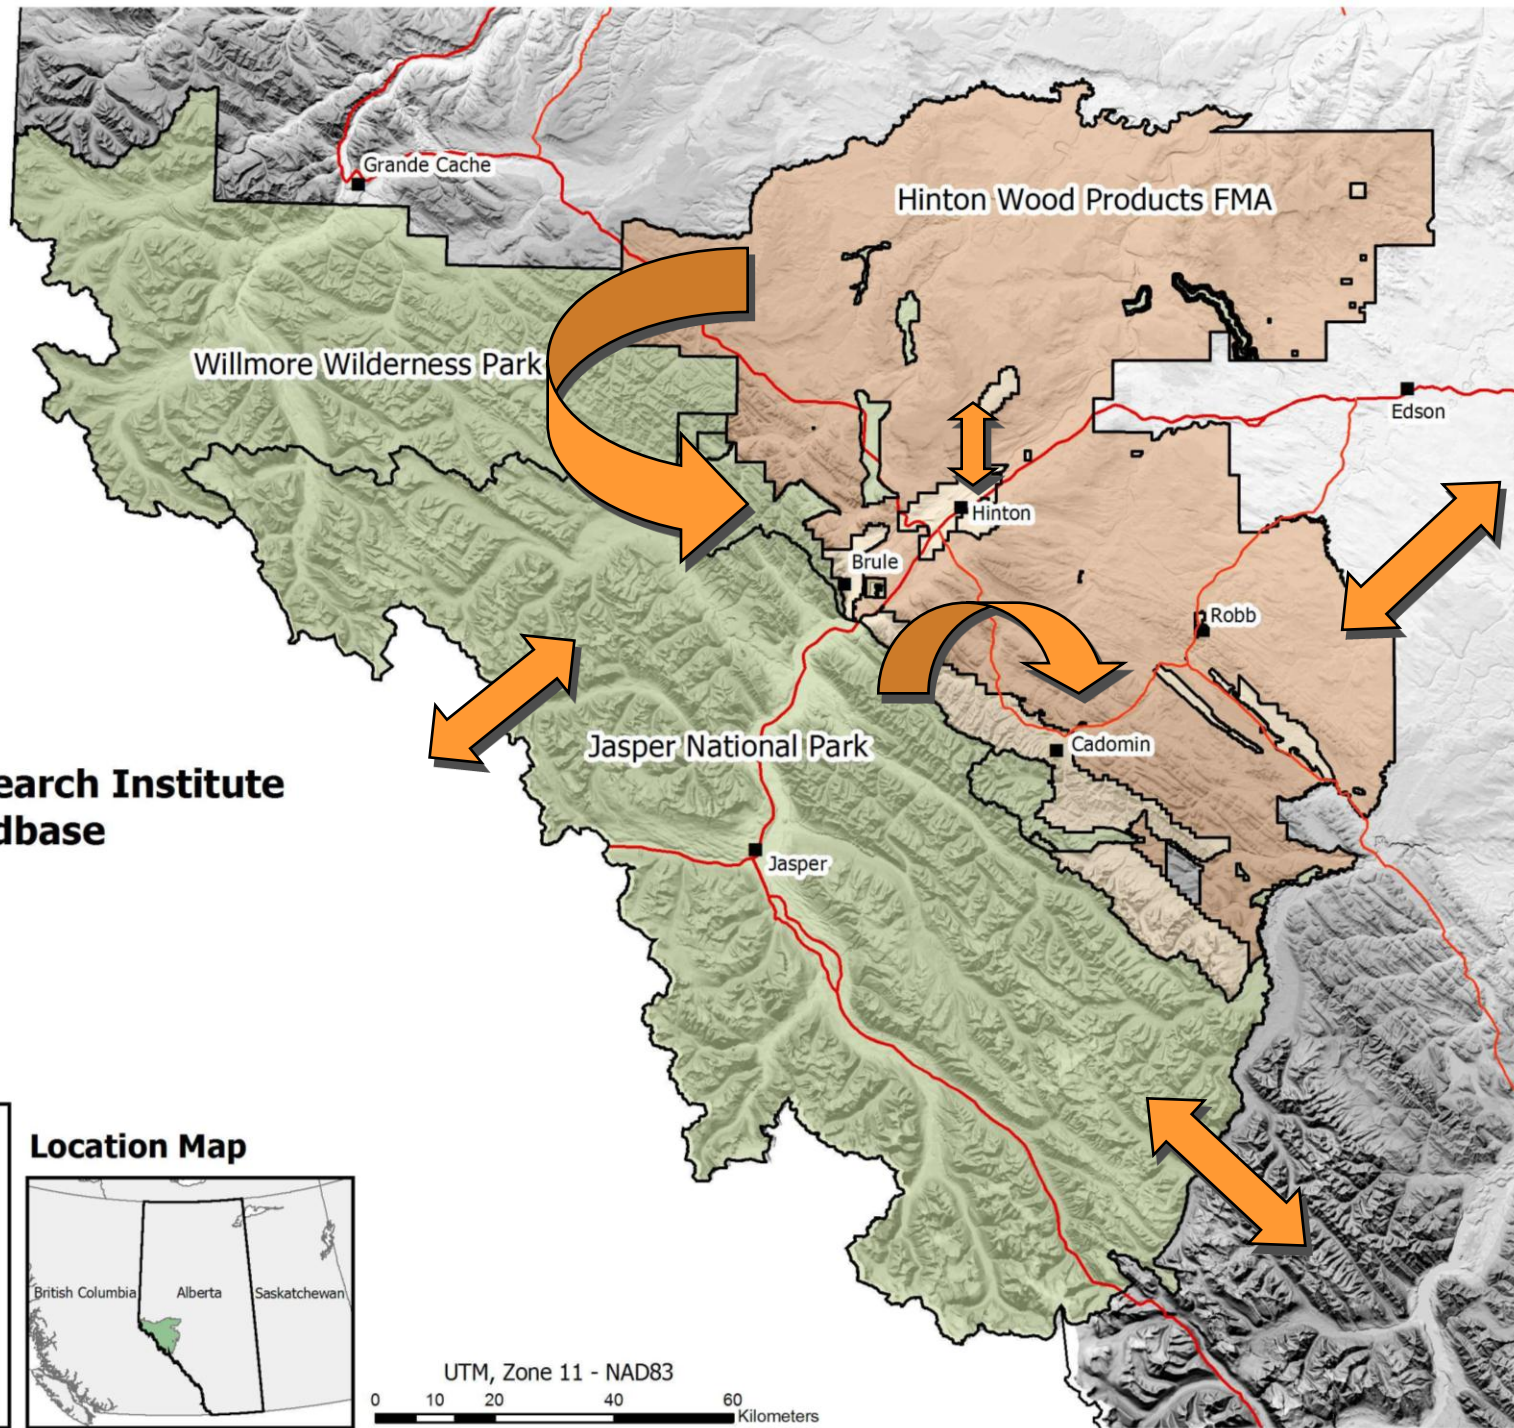 Grande Cache
Hinton Wood Products FMA
Willmore Wilderness Park
Edson
Hinton
Brule
Robb
Jasper National Park
Cadomin
earch Institute
dbase
Jasper
Location Map
British Columbia
Alberta
Saskatchewan
UTM, Zone 11 - NAD83
0 10 20 40 60
Kilometers